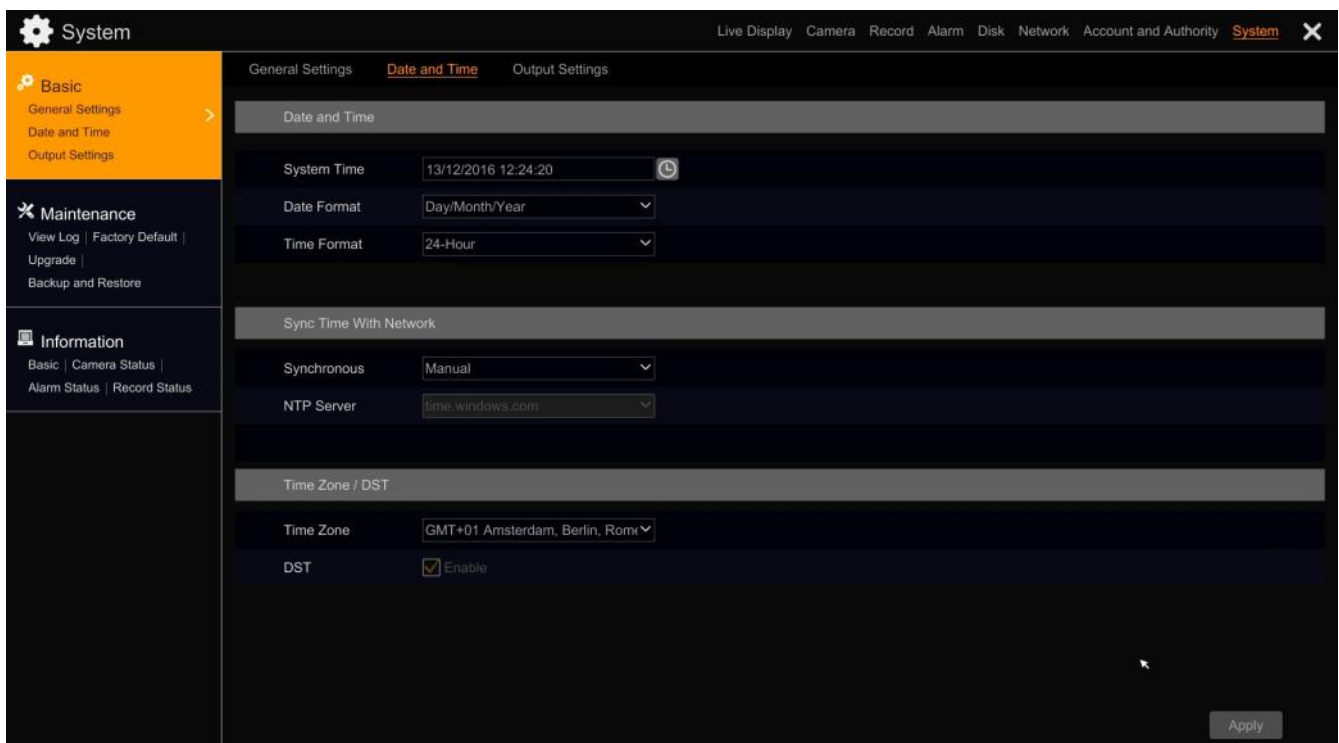 System
Live Display Camera Record Alarm Disk Network Account and Authority System
Basic
General Settings
Date and Time
Output Settings
Maintenance
View Log | Factory Default |
Upgrade |
Backup and Restore
Information
Basic | Camera Status |
Alarm Status | Record Status
General Settings Date and Time Output Settings
Date and Time
System Time 13/12/2016 12:24:20
Date Format Day/Month/Year
Time Format 24-Hour
Sync Time With Network
Synchronous Manual
NTP Server time.windows.com
Time Zone / DST
Time Zone GMT+01 Amsterdam, Berlin, Rome
DST Enable
Apply